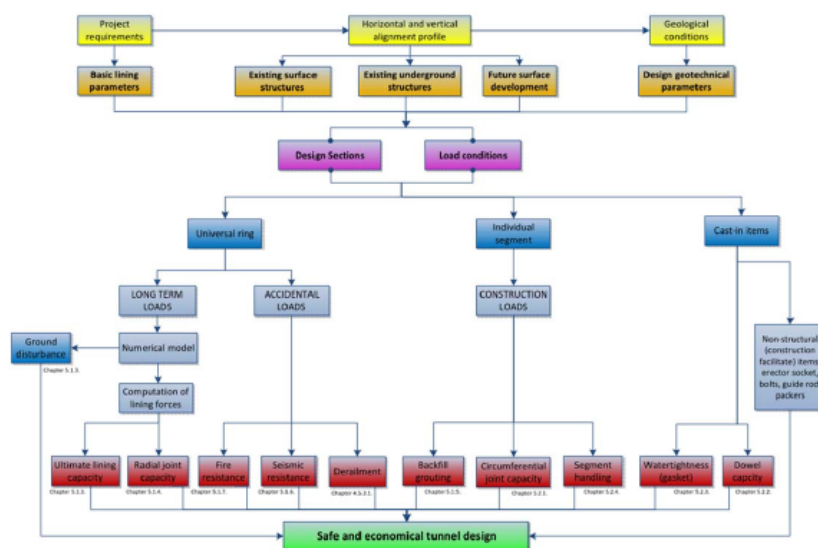 Project
requirements
Horizontal and vertical
alignment profile
Geological
conditions
Basic lining
parameters
Existing surface
structures
Existing underground
structures
Future surface
development
Design geotechnical
parameters
Design Sections
Load conditions
Universal ring
Individual
segment
Cast-in items
LONG TERM
LOADS
ACCIDENTAIL
LOADS
CONSTRUCTION
LOADS
Ground
disturbance
Chapter 5.1.3.
Numerical model
Non-structural
(construction
facilitate) items
erector socket,
bolts, guide rod
packers
Computation of
lining forces
Ultimate lining
capacity
Radial joint
capacity
Fire
resistance
Seismic
resistance
Derailment
Backfill
grouting
Circumferential
joint capacity
Segment
handling
Watertightness
(gasket)
Dowel
capcity
Chapter 5.1.3.
Chapter 5.1.4.
Chapter 5.1.7.
Chapter 5.1.6.
Chapter 4.5.2.1.
Chapter 5.1.5.
Chapter 5.2.1.
Chapter 5.2.4.
Chapter 5.2.3.
Chapter 5.2.2.
Safe and economical tunnel design